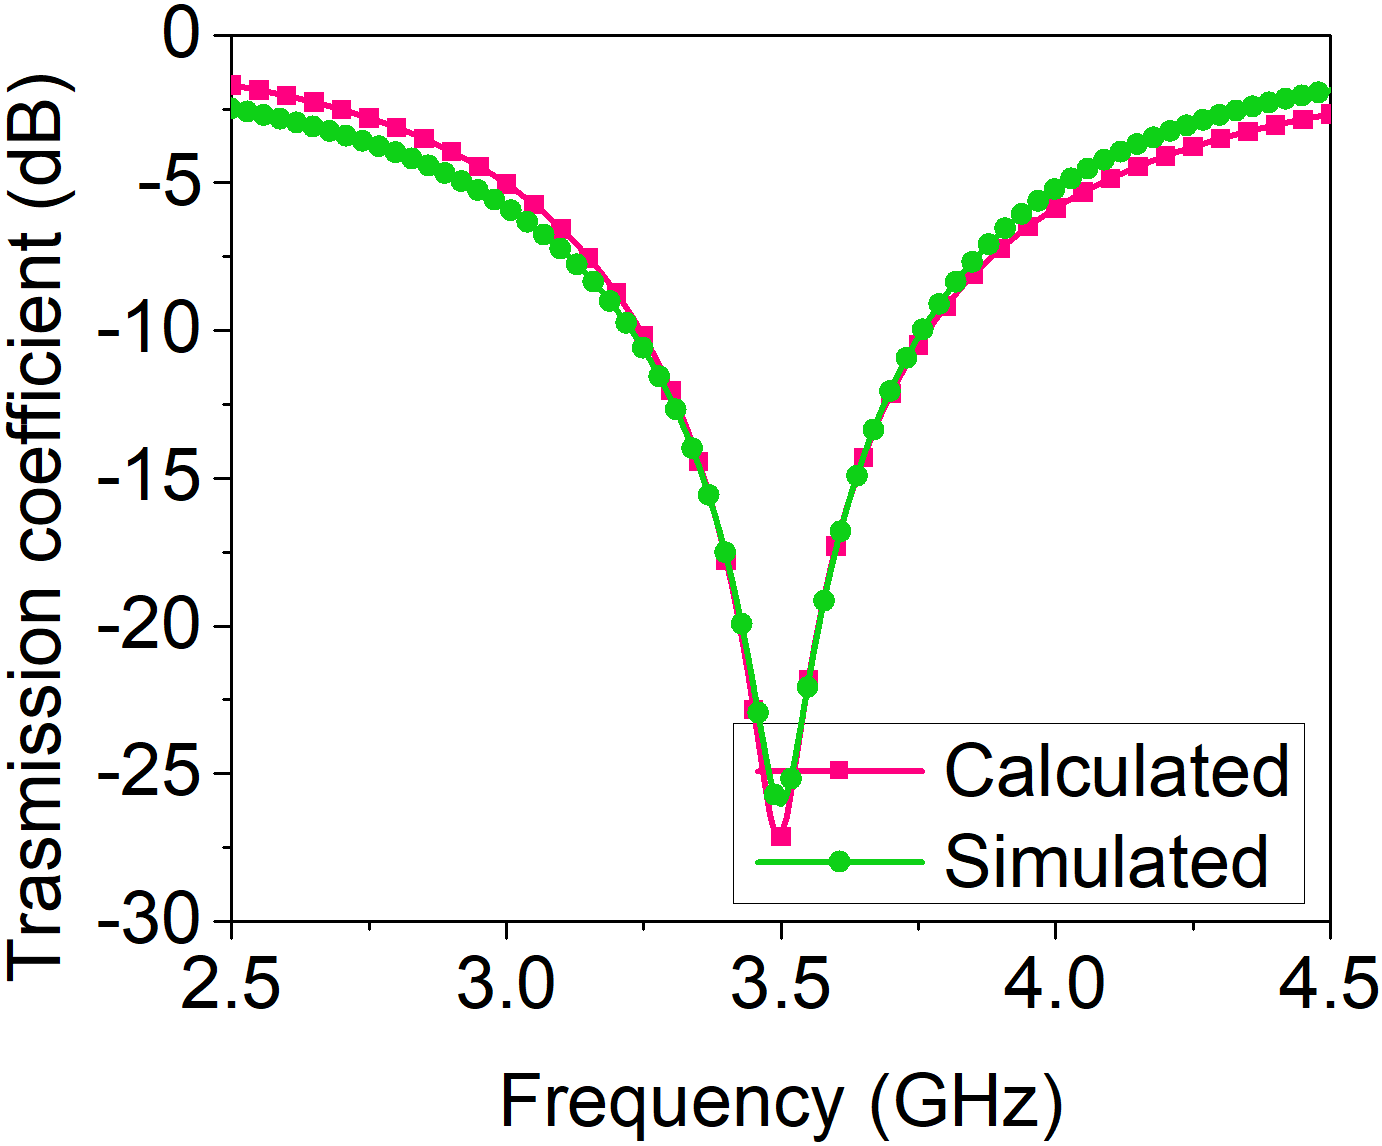 Trasmission coefficient (dB)
0
-5
-10
-15
-20
-25
-30
Calculated
Simulated
2.5 3.0 3.5 4.0 4.5
Frequency (GHz)